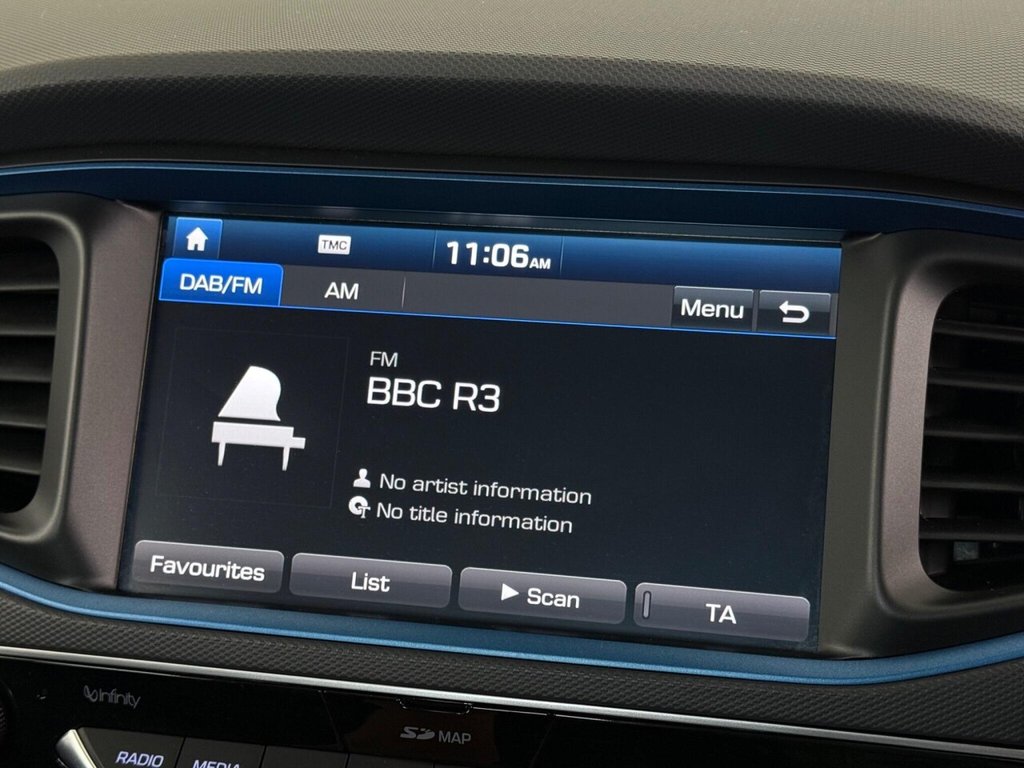 TMC 11:06AM
DAB/FM AM
Menu
FM
BBC R3
No artist information
No title information
Favourites List Scan TA
Infinity
SD MAP
RADIO MEDIA